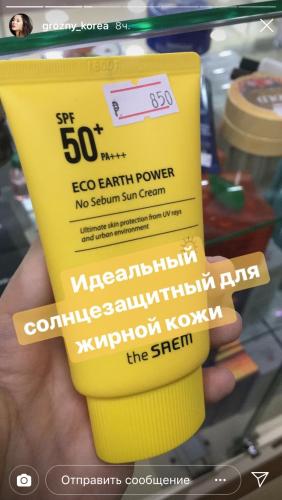 grozny_korea 8ч.
₽ 850
SPF
50+
PA+++
ECO EARTH POWER
No Sebum Sun Cream
Ultimate skin protection from UV rays
and urban environment
Идеальный
солнцезащитный для
жирной кожи
the SAEM
Отправить сообщение